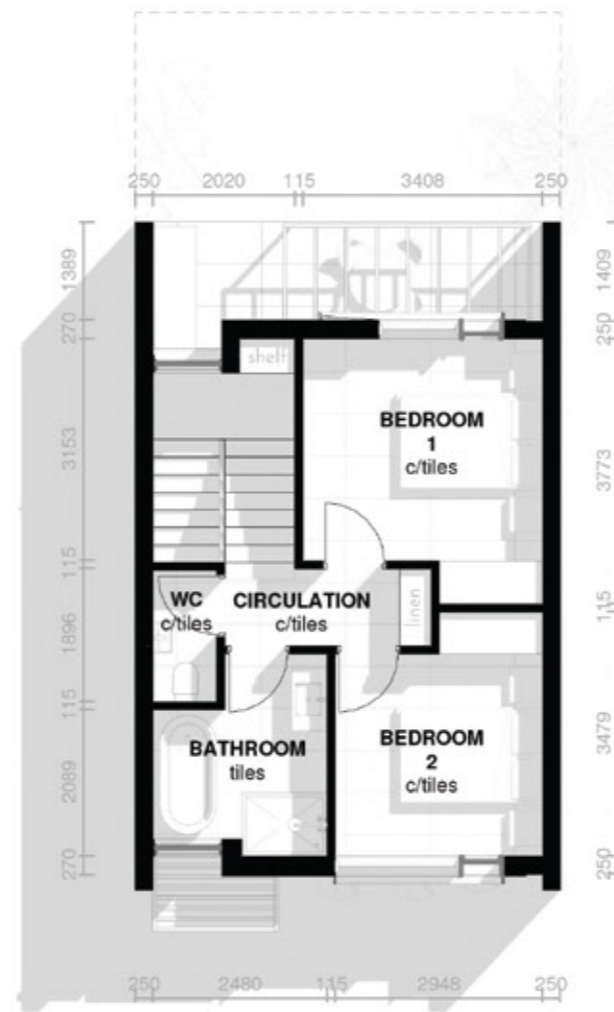 250 2020 115 3408 250
1389
270
3153
115
1896
115
2089
270
1409
250
3773
115
3479
250
shelf
BEDROOM
1
c/tiles
WC
c/tiles
CIRCULATION
c/tiles
linen
BATHROOM
tiles
BEDROOM
2
c/tiles
250 2480 115 2948 250